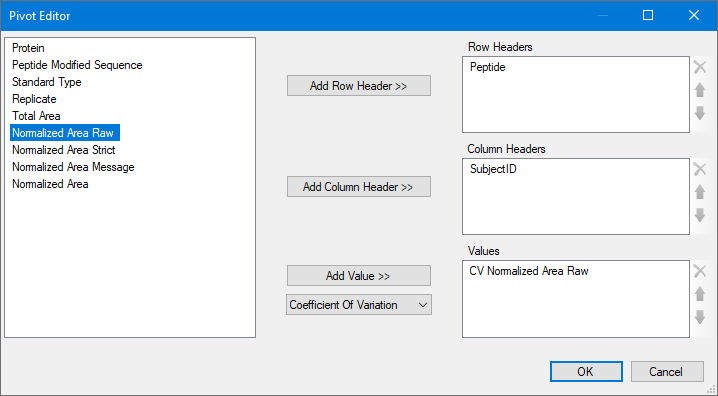 Pivot Editor
Protein
Peptide Modified Sequence
Standard Type
Replicate
Total Area
Normalized Area Raw
Normalized Area Strict
Normalized Area Message
Normalized Area
Add Row Header >>
Add Column Header >>
Add Value >>
Coefficient Of Variation
Row Headers
Peptide
Column Headers
SubjectID
Values
CV Normalized Area Raw
OK
Cancel